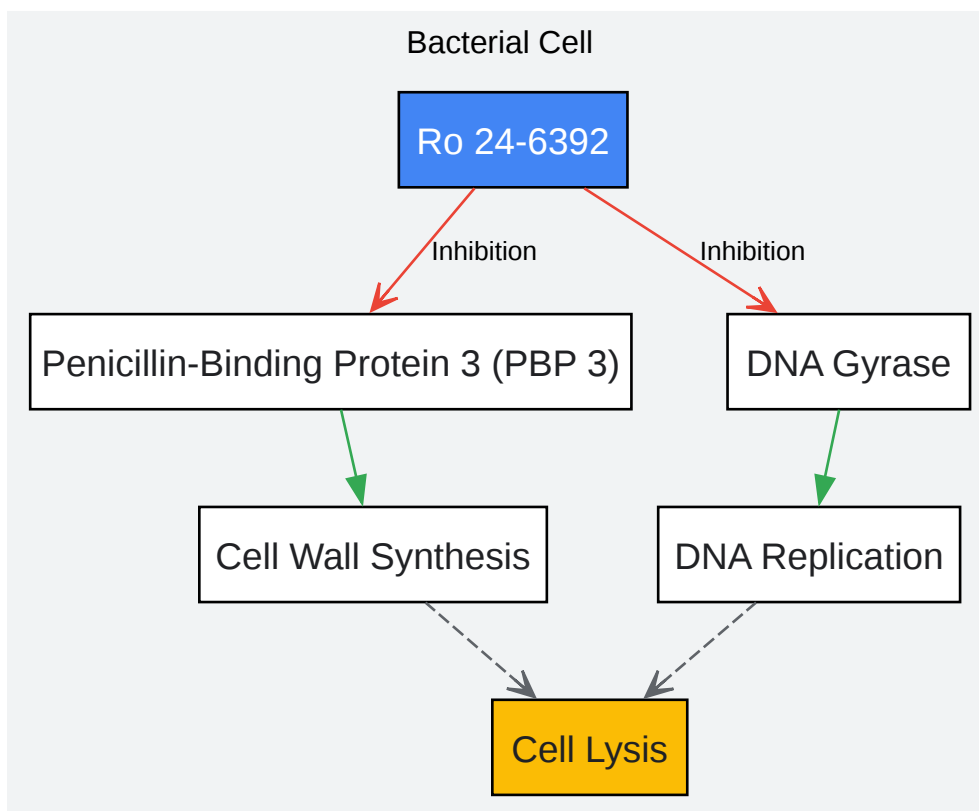 Bacterial Cell
Ro 24-6392
Inhibition
Inhibition
Penicillin-Binding Protein 3 (PBP 3)
DNA Gyrase
Cell Wall Synthesis
DNA Replication
Cell Lysis